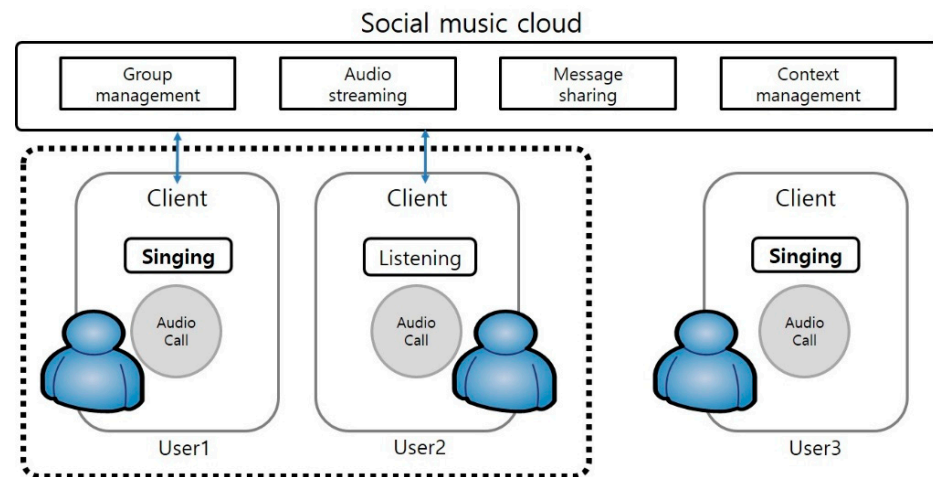 Social music cloud
Group
management
Audio
streaming
Message
sharing
Context
management
Client
Singing
Audio
Call
User1
Client
Listening
Audio
Call
User2
Client
Singing
Audio
Call
User3